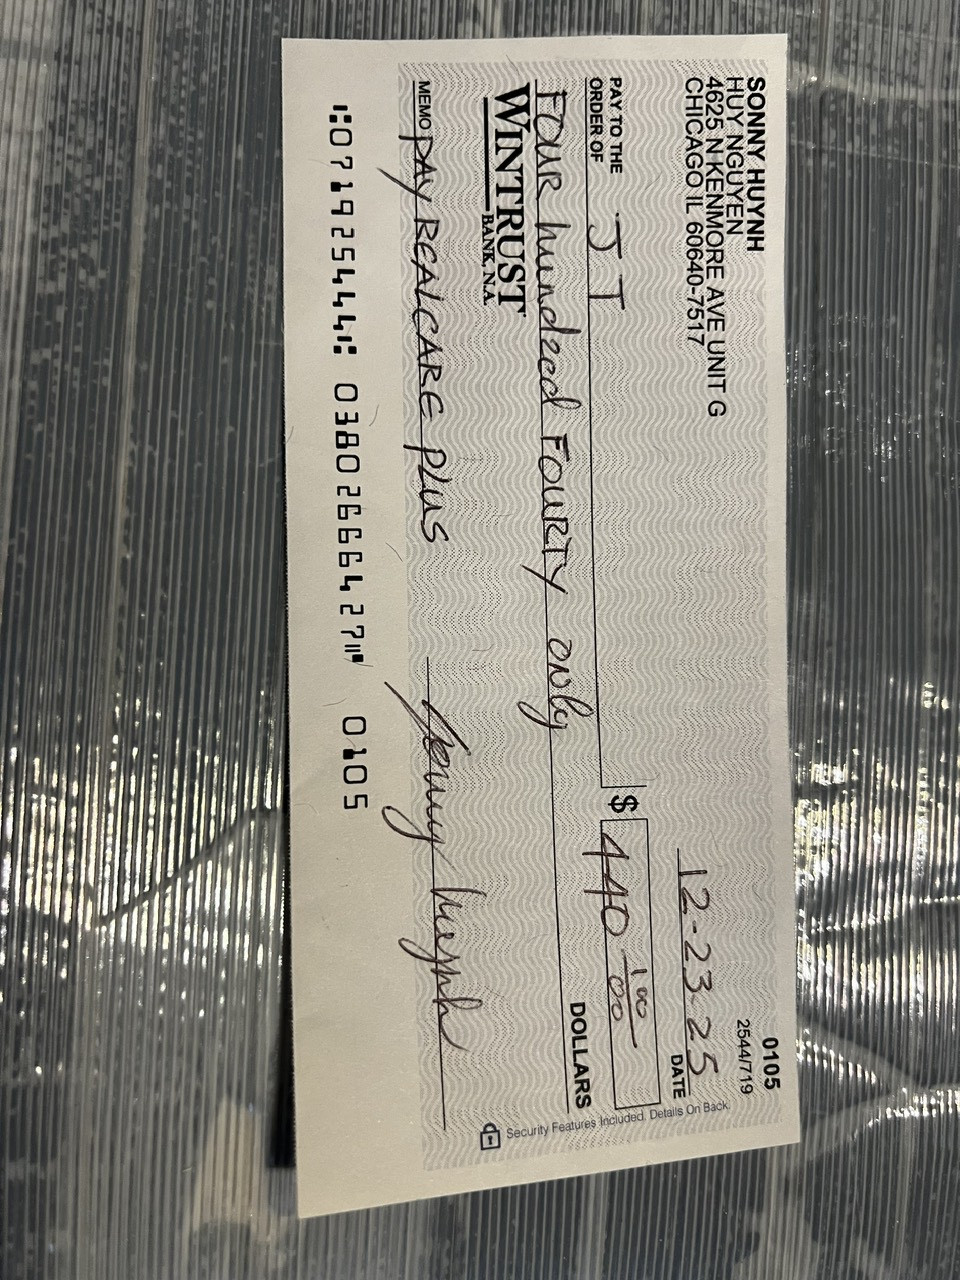 SONNY HUYNH
HUY NGUYEN
4625 N KENMORE AVE UNIT G
CHICAGO IL 60640-7517
0105
2544/719
12-23-25
DATE
PAY TO THE
ORDER OF
J T
$ 440 100/00
FOUR hundred FOURTY only
DOLLARS
Security Features Included. Details On Back
WINTRUST
BANK, N.A.
MEMO PAY REALCARE PLUS
Sonny Huynh
⑆071925444⑆ 0380266642 7⑈ 0105